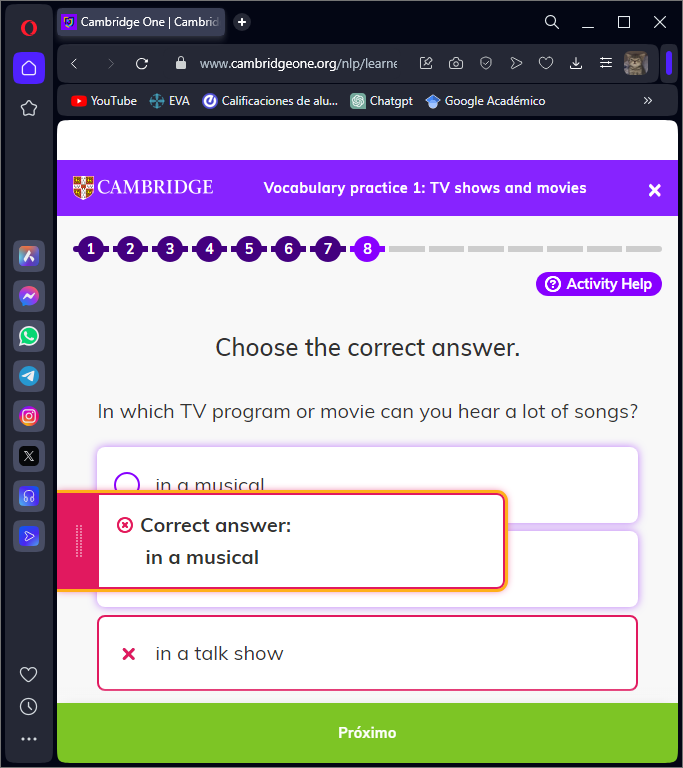 Cambridge One | Cambrid
www.cambridgeone.org/nlp/learne
YouTube
EVA
Calificaciones de alu...
Chatgpt
Google Académico
CAMBRIDGE
Vocabulary practice 1: TV shows and movies
1 2 3 4 5 6 7 8
Activity Help
Choose the correct answer.
In which TV program or movie can you hear a lot of songs?
in a musical
Correct answer:
in a musical
in a talk show
Próximo